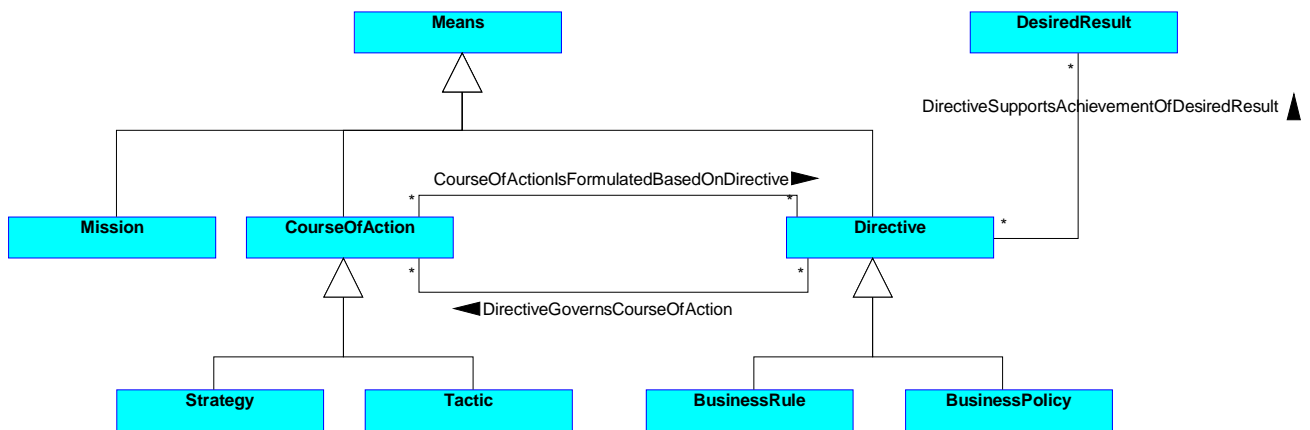 Means
DesiredResult
*
DirectiveSupportsAchievementOfDesiredResult
CourseOfActionIsFormulatedBasedOnDirective
* *
Mission
CourseOfAction
Directive
*
* *
DirectiveGovernsCourseOfAction
Strategy
Tactic
BusinessRule
BusinessPolicy